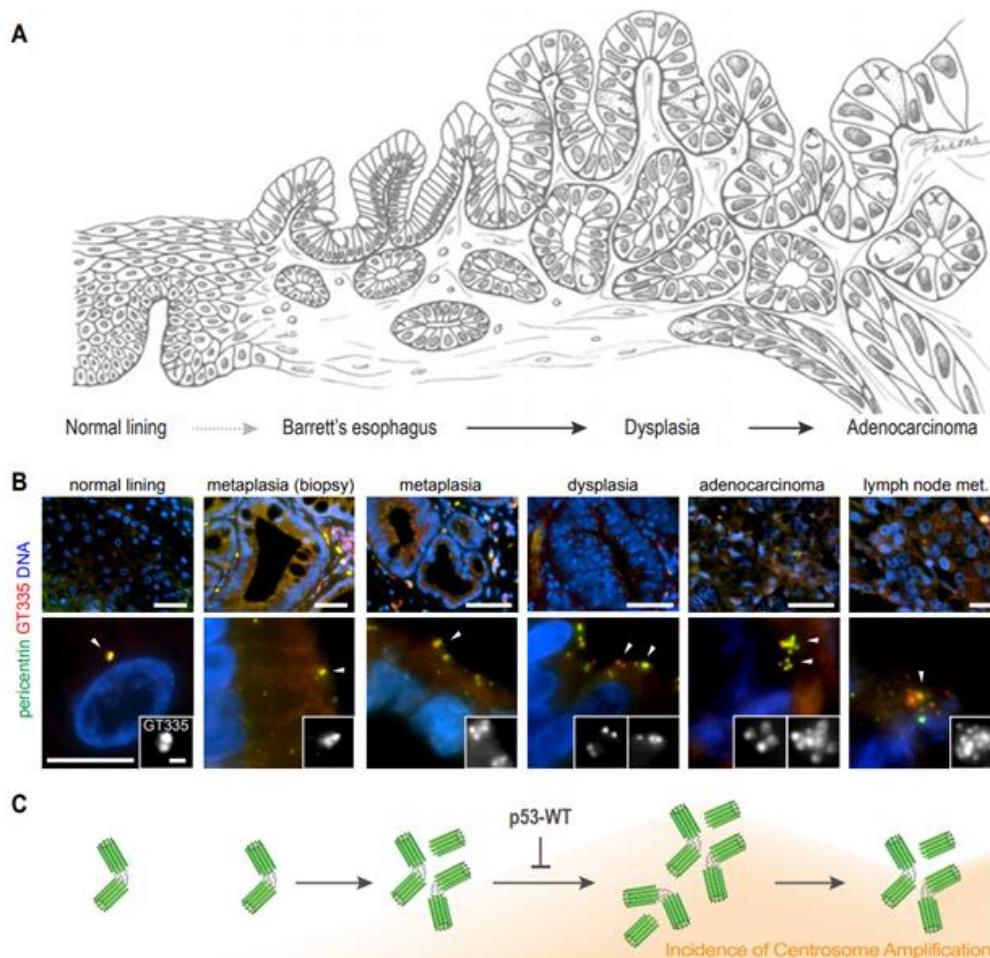 A
Parsons
Normal lining Barrett's esophagus Dysplasia Adenocarcinoma
B
normal lining metaplasia (biopsy) metaplasia dysplasia adenocarcinoma lymph node met.
pericentrin GT335 DNA
GT335
C
p53-WT
Incidence of Centrosome Amplification